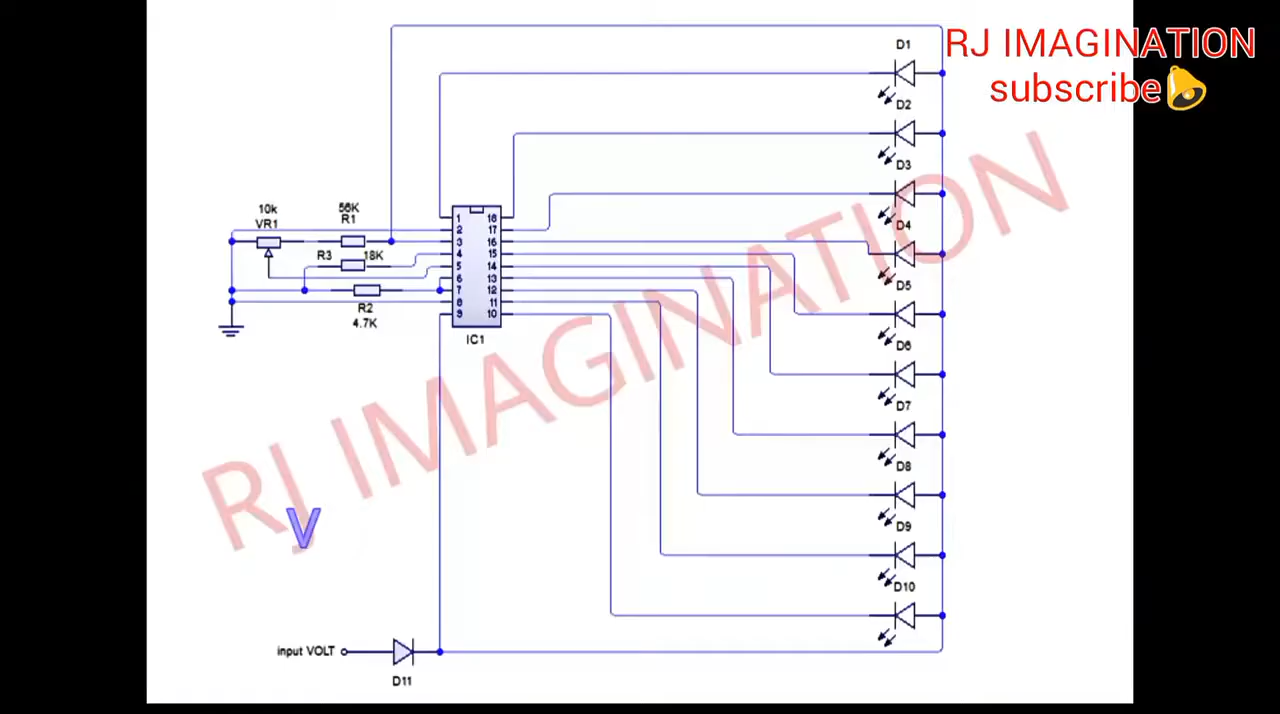 RJ IMAGINATION
subscribe
D1
D2
D3
D4
D5
D6
D7
D8
D9
D10
10k
VR1
56K
R1
R3
18K
R2
4.7K
1
2
3
4
5
6
7
8
9
18
17
16
15
14
13
12
11
10
IC1
RJ IMAGINATION
V
input VOLT
D11